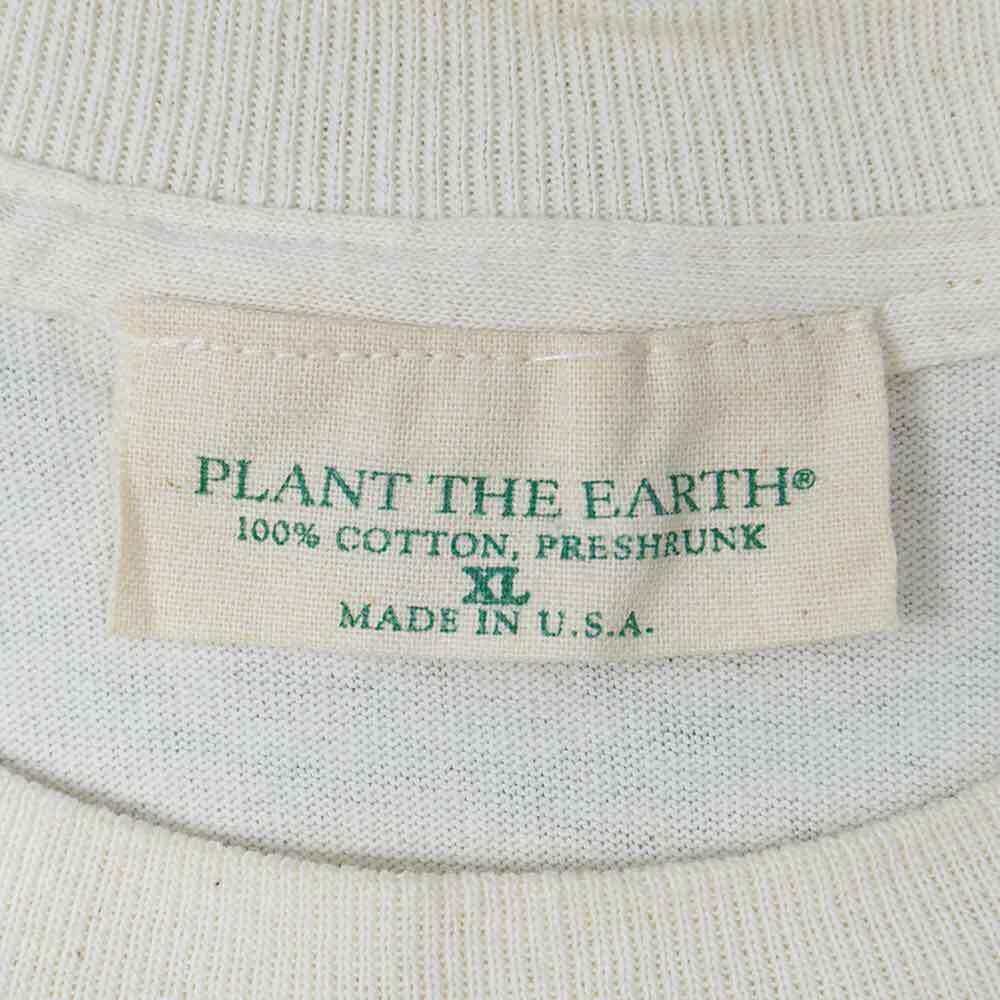 PLANT THE EARTH®
100% COTTON, PRESHRUNK
XL
MADE IN U.S.A.